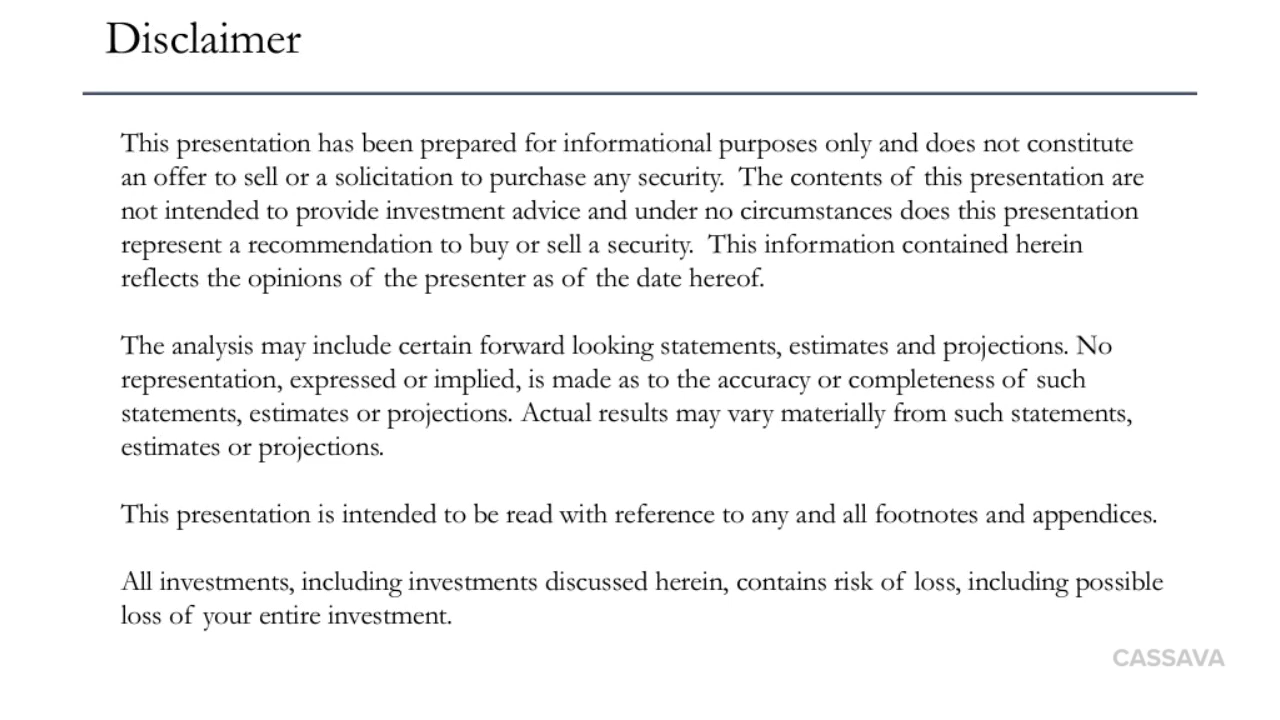 Disclaimer
This presentation has been prepared for informational purposes only and does not constitute
an offer to sell or a solicitation to purchase any security.  The contents of this presentation are
not intended to provide investment advice and under no circumstances does this presentation
represent a recommendation to buy or sell a security.  This information contained herein
reflects the opinions of the presenter as of the date hereof.
The analysis may include certain forward looking statements, estimates and projections. No
representation, expressed or implied, is made as to the accuracy or completeness of such
statements, estimates or projections. Actual results may vary materially from such statements,
estimates or projections.
This presentation is intended to be read with reference to any and all footnotes and appendices.
All investments, including investments discussed herein, contains risk of loss, including possible
loss of your entire investment.
CASSAVA